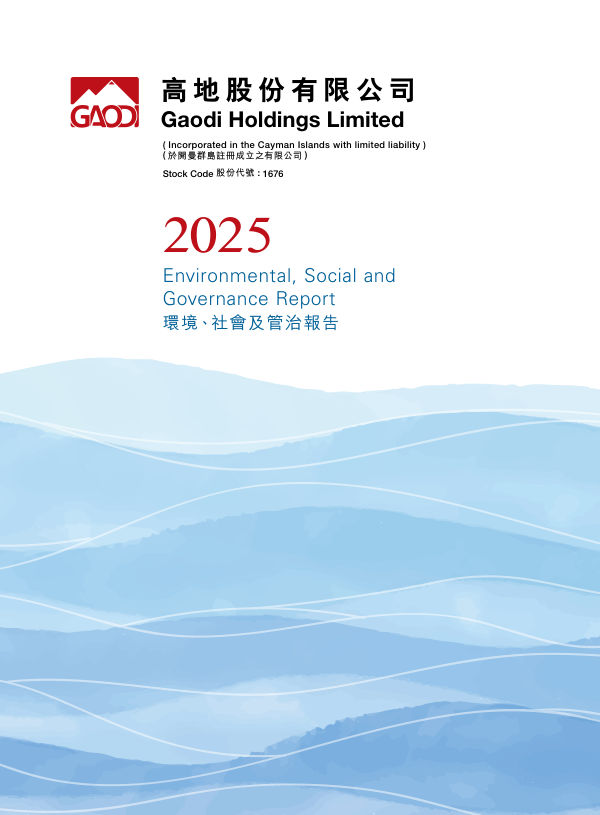 GAODI
高地股份有限公司
Gaodi Holdings Limited
( Incorporated in the Cayman Islands with limited liability )
( 於開曼群島註冊成立之有限公司 )
Stock Code 股份代號 : 1676
2025
Environmental, Social and
Governance Report
環境、社會及管治報告